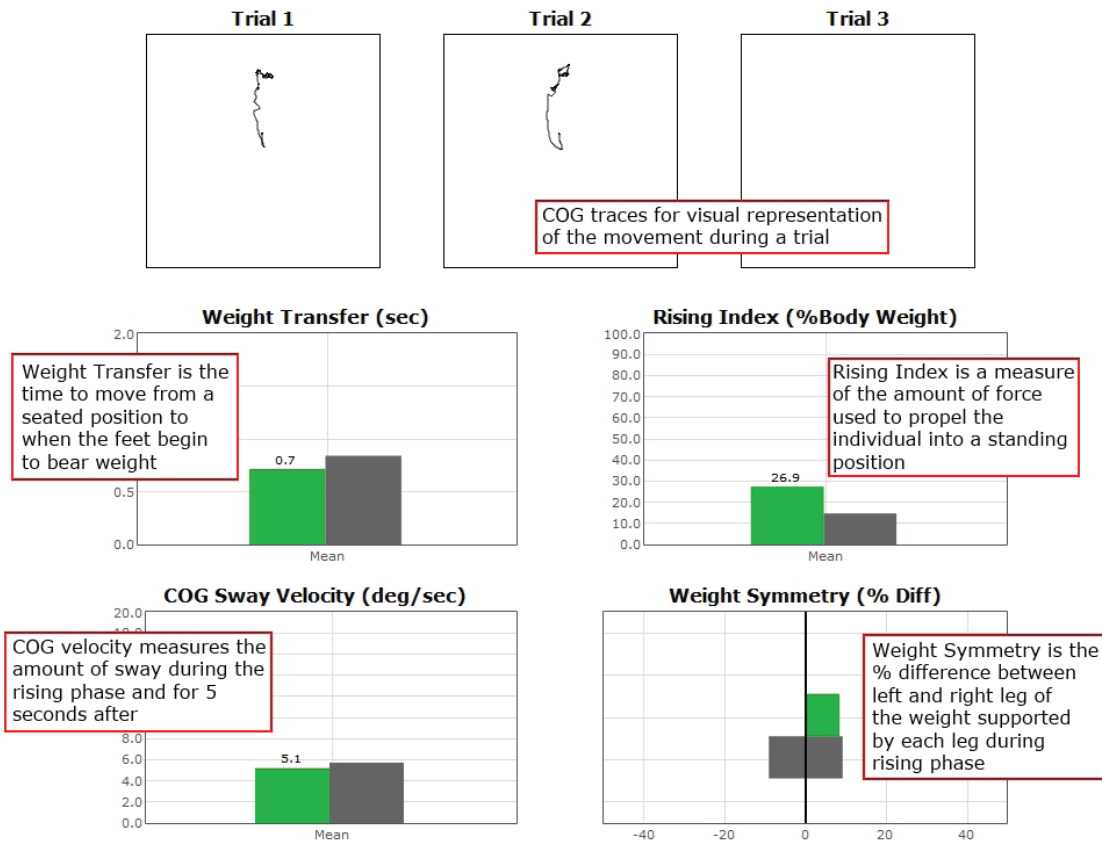 Trial 1
Trial 2
Trial 3
COG traces for visual representation
of the movement during a trial
Weight Transfer (sec)
2.0
0.5
0.0
Weight Transfer is the
time to move from a
seated position to
when the feet begin
to bear weight
0.7
Mean
Rising Index (%Body Weight)
100.0
90.0
80.0
70.0
60.0
50.0
40.0
30.0
20.0
10.0
0.0
Rising Index is a measure
of the amount of force
used to propel the
individual into a standing
position
26.9
Mean
COG Sway Velocity (deg/sec)
20.0
8.0
6.0
4.0
2.0
0.0
COG velocity measures the
amount of sway during the
rising phase and for 5
seconds after
5.1
Mean
Weight Symmetry (% Diff)
Weight Symmetry is the
% difference between
left and right leg of
the weight supported
by each leg during
rising phase
-40
-20
0
20
40